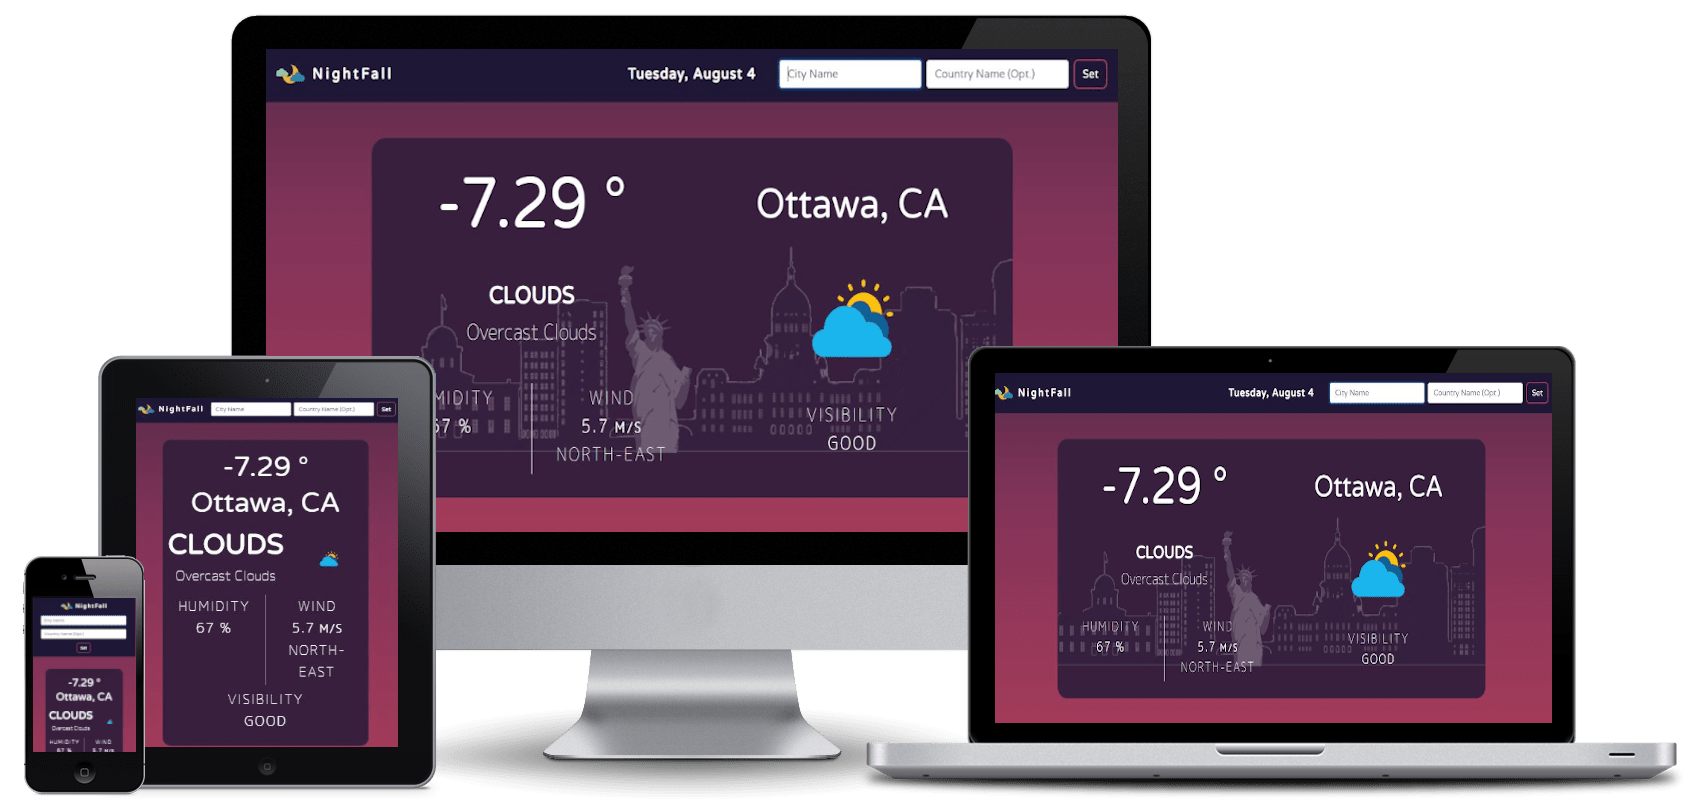 NightFall
Tuesday, August 4
City Name
Country Name (Opt.)
Set
-7.29 °
Ottawa, CA
CLOUDS
Overcast Clouds
MIDITY
67 %
WIND
5.7 M/S
NORTH-EAST
VISIBILITY
GOOD
NightFall
City Name
Country Name (Opt.)
Set
-7.29 °
Ottawa, CA
CLOUDS
Overcast Clouds
HUMIDITY
67 %
WIND
5.7 M/S
NORTH-
EAST
VISIBILITY
GOOD
NightFall
City Name
Country Name (Opt.)
Set
-7.29 °
Ottawa, CA
CLOUDS
Overcast Clouds
HUMIDITY
67 %
WIND
5.7 M/S
NightFall
Tuesday, August 4
City Name
Country Name (Opt.)
Set
-7.29 °
Ottawa, CA
CLOUDS
Overcast Clouds
HUMIDITY
67 %
WIND
5.7 M/S
NORTH-EAST
VISIBILITY
GOOD